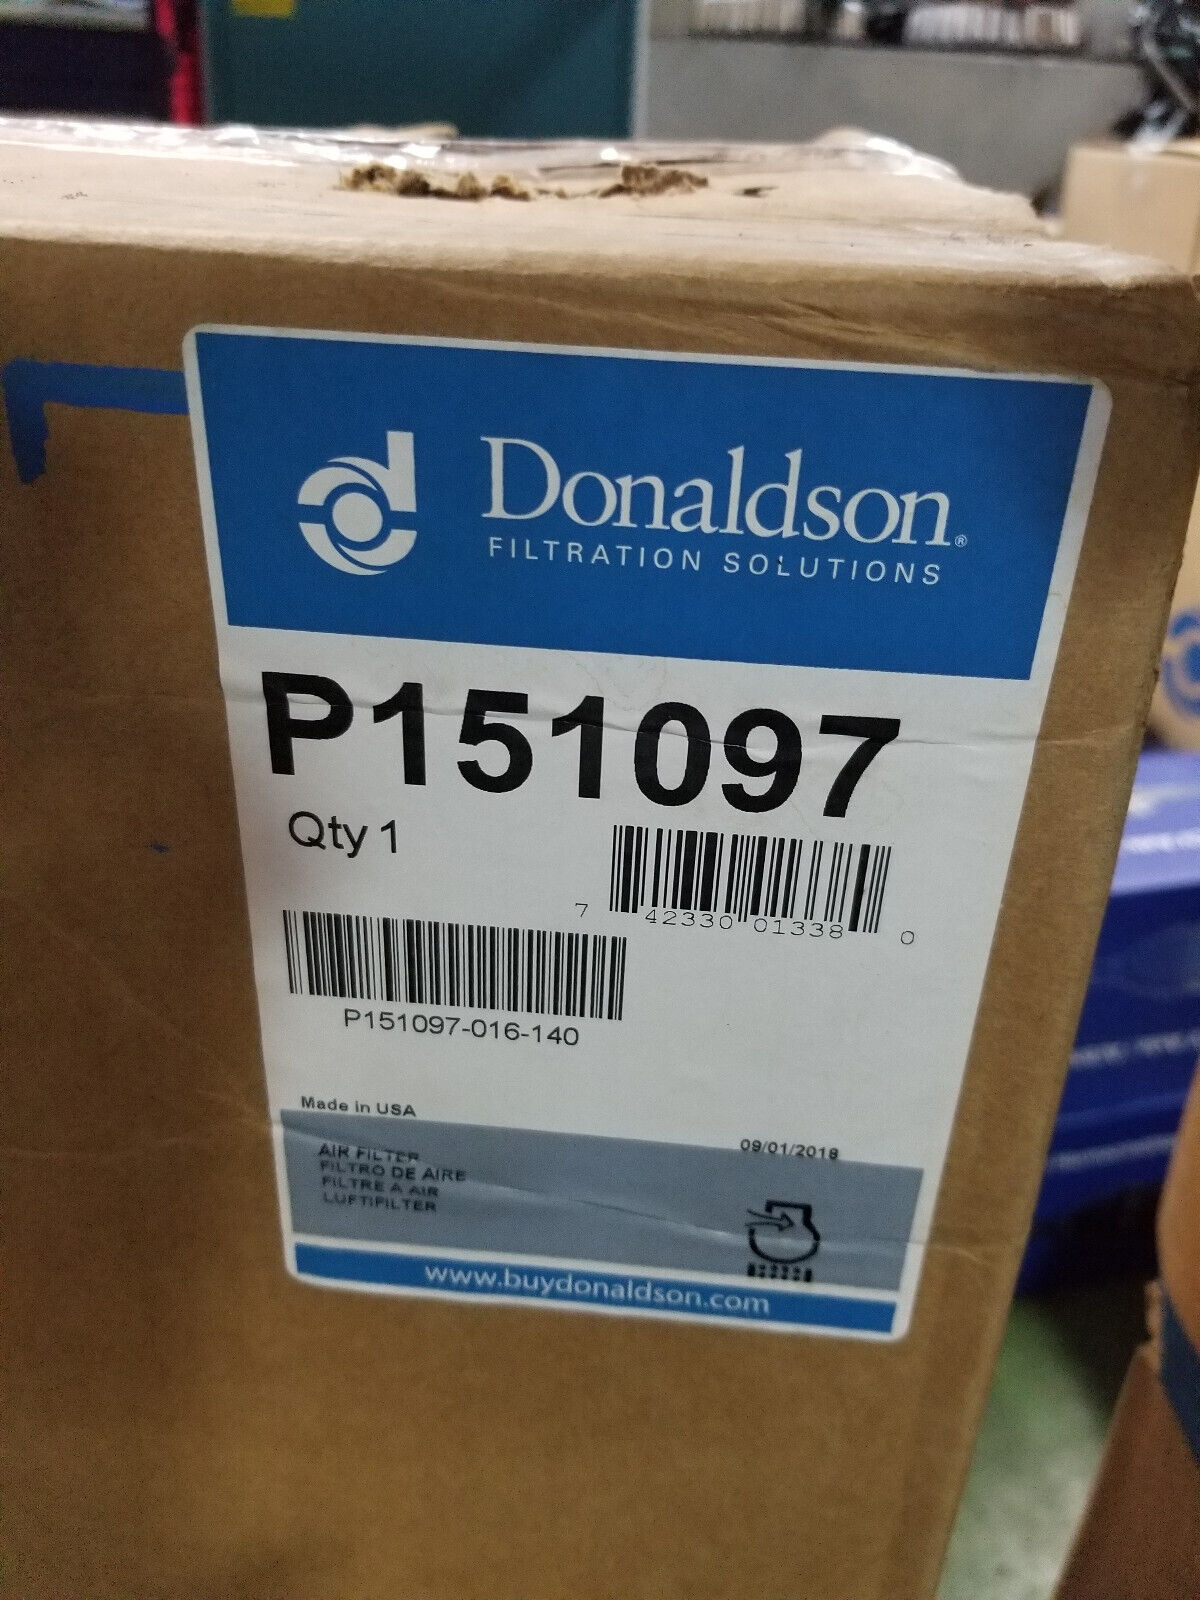 Donaldson®
FILTRATION SOLUTIONS
P151097
Qty 1
7 42330 01338 0
P151097-016-140
Made in USA
09/01/2018
AIR FILTER
FILTRO DE AIRE
FILTRE A AIR
LUFTIFILTER
www.buydonaldson.com